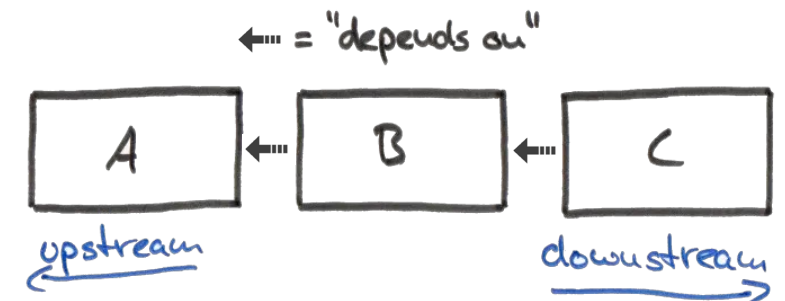 = "depends on"
A B C
upstream downstream